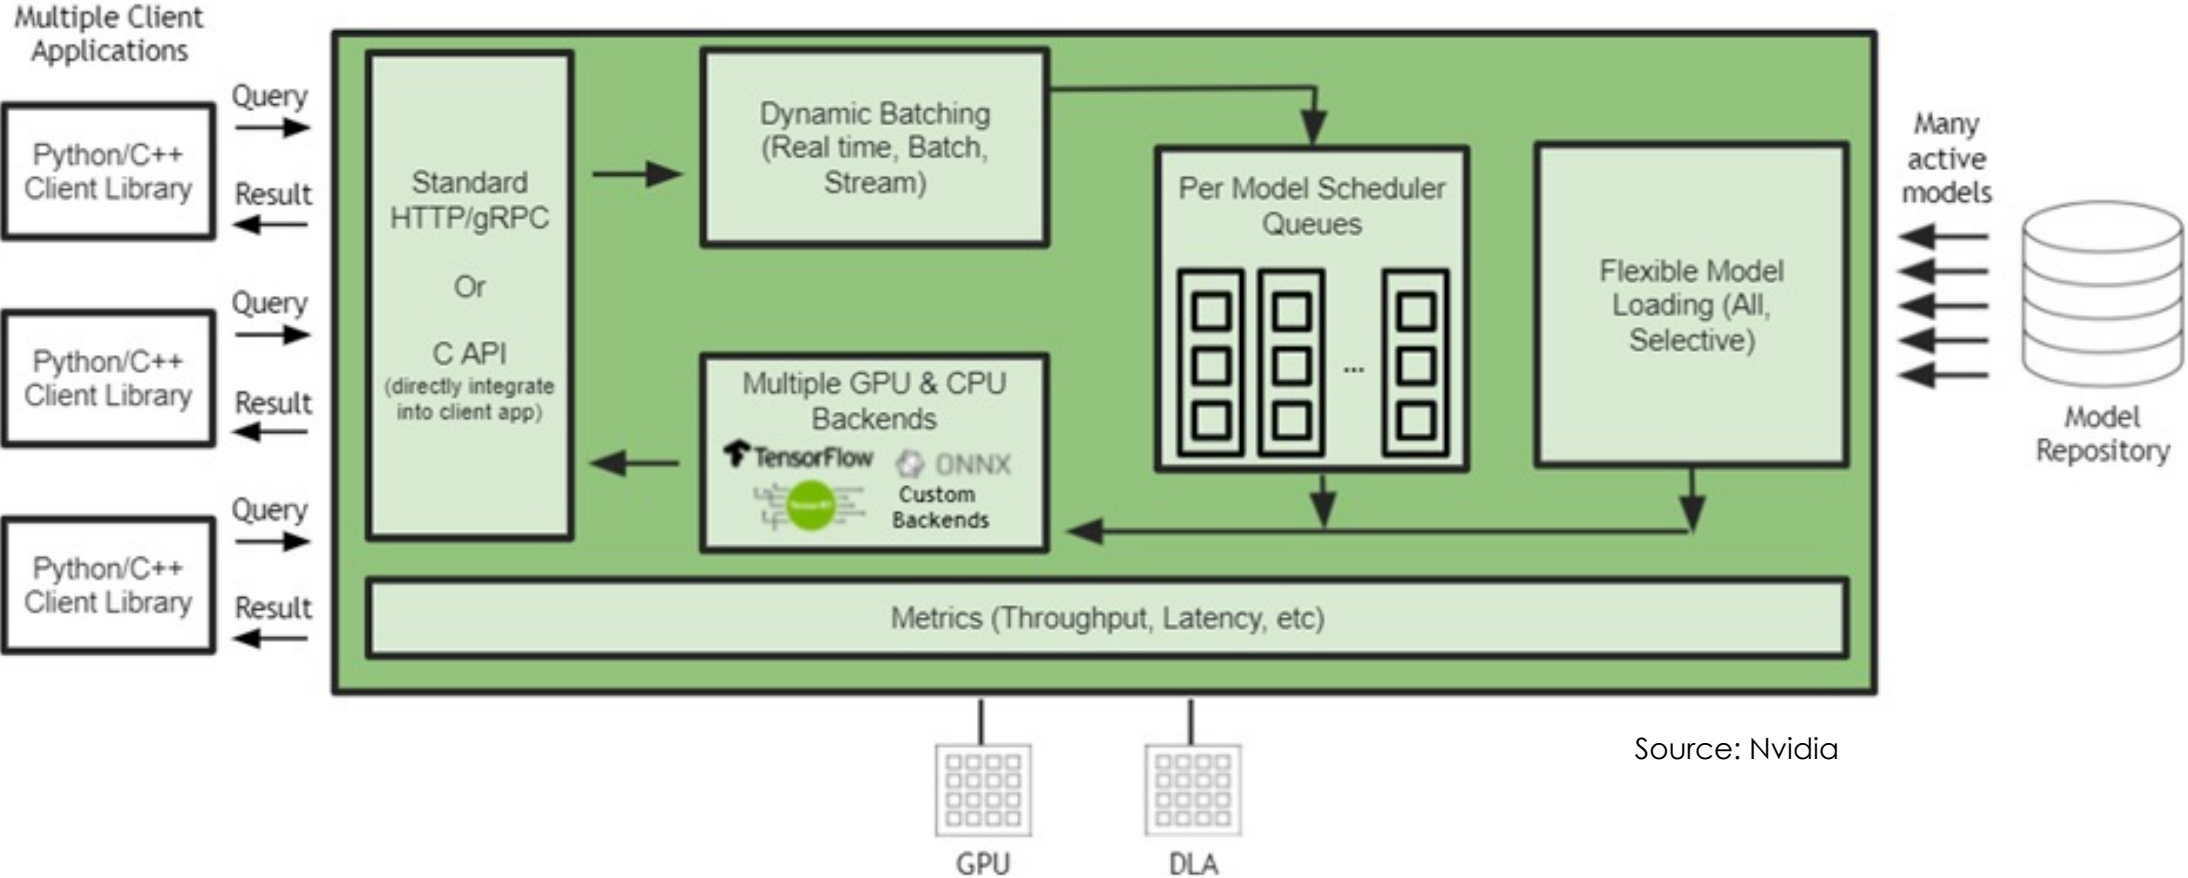 Multiple Client
Applications
Python/C++
Client Library
Query
Result
Python/C++
Client Library
Query
Result
Python/C++
Client Library
Query
Result
Standard
HTTP/gRPC
Or
C API
(directly integrate
into client app)
Dynamic Batching
(Real time, Batch,
Stream)
Multiple GPU & CPU
Backends
TensorFlow
ONNX
Custom
Backends
Per Model Scheduler
Queues
...
Flexible Model
Loading (All,
Selective)
Many
active
models
Model
Repository
Metrics (Throughput, Latency, etc)
GPU
DLA
Source: Nvidia